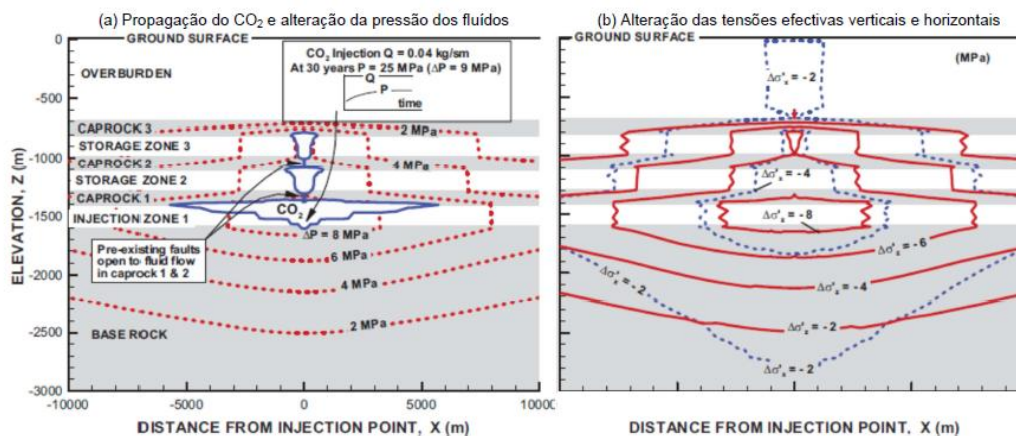 (a) Propagação do CO₂ e alteração da pressão dos fluídos
GROUND SURFACE
OVERBURDEN
CO₂ Injection Q = 0.04 kg/sm
At 30 years P = 25 MPa (ΔP = 9 MPa)
Q
P
time
CAPROCK 3
2 MPa
STORAGE ZONE 3
CAPROCK 2
4 MPa
STORAGE ZONE 2
CAPROCK 1
CO₂
INJECTION ZONE 1
ΔP = 8 MPa
Pre-existing faults
open to fluid flow
in caprock 1 & 2
6 MPa
4 MPa
2 MPa
BASE ROCK
0
-500
-1000
-1500
-2000
-2500
-3000
ELEVATION, Z (m)
-10000
-5000
0
5000
DISTANCE FROM INJECTION POINT, X (m)
(b) Alteração das tensões efectivas verticais e horizontais
GROUND SURFACE
(MPa)
Δσ'ₓ = - 2
Δσ'ₓ = - 4
Δσ'ₓ = - 8
= - 6
Δσ'ₓ = - 2
= - 4
= - 2
Δσ'ₓ = - 2
-10000
-5000
0
5000
DISTANCE FROM INJECTION POINT, X (m)